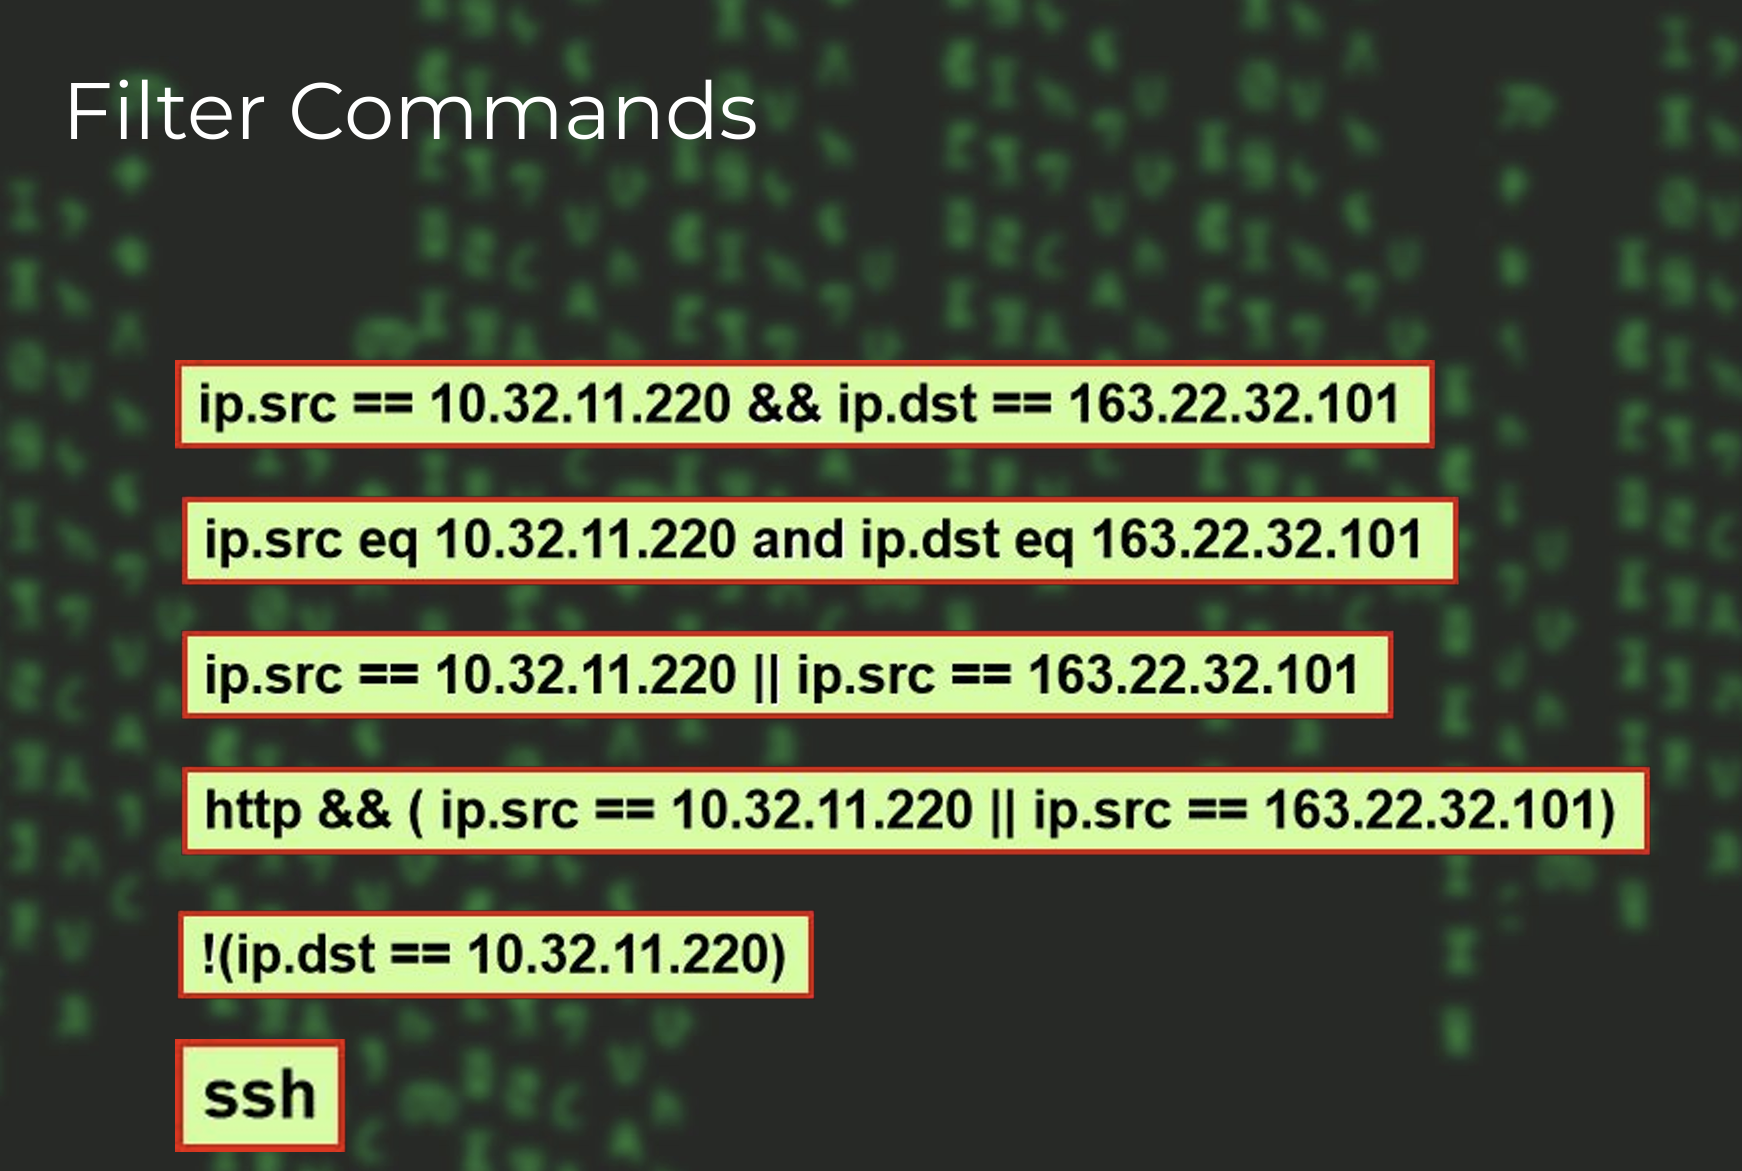 Filter Commands
ip.src == 10.32.11.220 && ip.dst == 163.22.32.101
ip.src eq 10.32.11.220 and ip.dst eq 163.22.32.101
ip.src == 10.32.11.220 || ip.src == 163.22.32.101
http && ( ip.src == 10.32.11.220 || ip.src == 163.22.32.101)
!(ip.dst == 10.32.11.220)
ssh